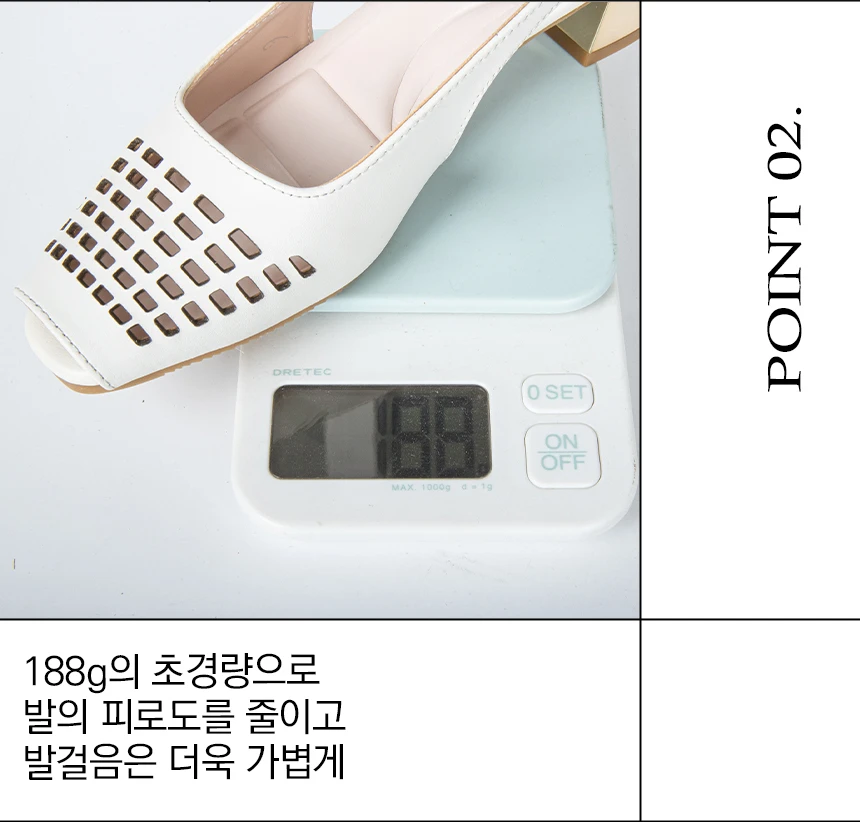 POINT 02.
DRETEC
188
0 SET
ON
OFF
MAX. 1000g d = 1g
188g의 초경량으로
발의 피로도를 줄이고
발걸음은 더욱 가볍게